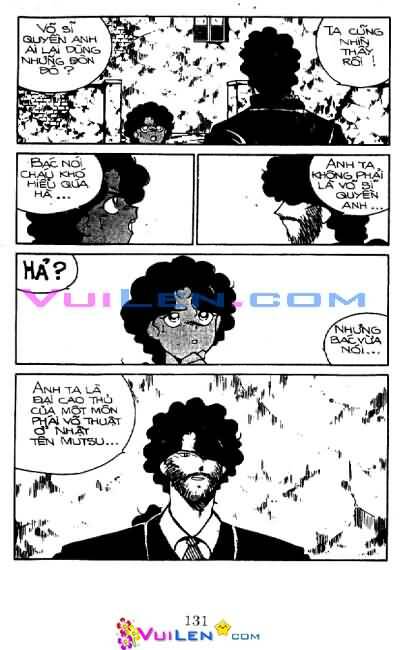 VÕ SĨ
QUYỀN ANH
AI LẠI DÙNG
NHỮNG ĐÒN
ĐÓ ?
TA CŨNG
NHÌN
THẤY
RỒI !
BÁC NÓI
CHÁU KHÓ
HIỂU QUÁ
HÀ ...
ANH TA
KHÔNG PHẢI
LÀ VÕ SĨ
QUYỀN
ANH ...
HẢ ?
VUILEN.COM
NHƯNG
BÁC VỪA
NÓI ...
ANH TA LÀ
ĐẠI CAO THỦ
CỦA MỘT MÔN
PHÁI VÕ THUẬT
Ở NHẬT
TÊN MUTSU ...
131
VUILEN.COM